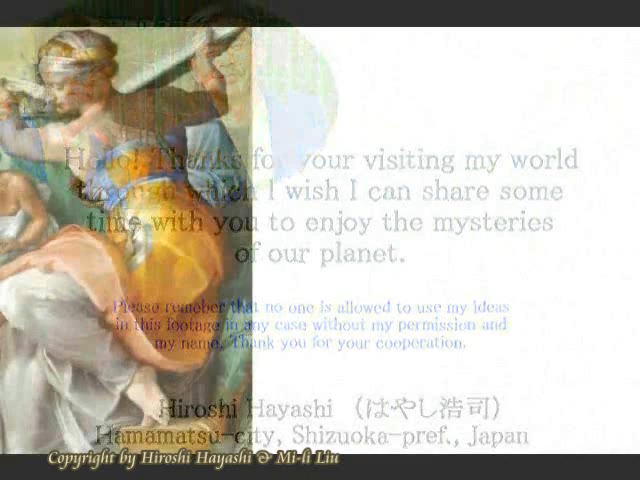 Hello! Thanks for your visiting my world
through which I wish I can share some
time with you to enjoy the mysteries
of our planet.
Please remeber that no one is allowed to use my ideas
in this footage in any case without my permission and
my name. Thank you for your cooperation.
Hiroshi Hayashi （はやし浩司）
Hamamatsu-city, Shizuoka-pref., Japan
Copyright by Hiroshi Hayashi & Mi-li Liu